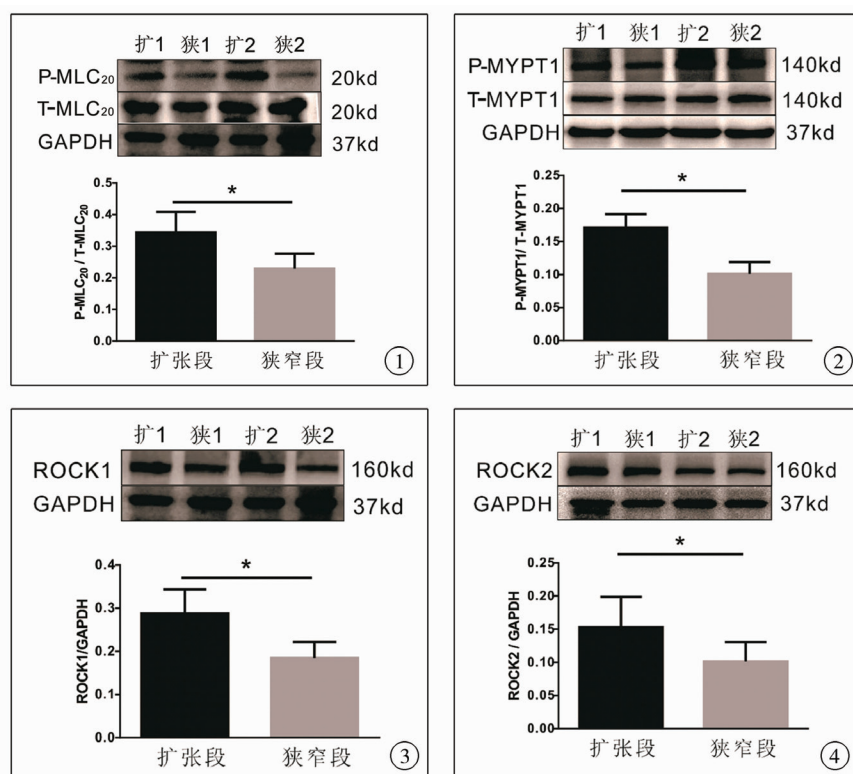 扩1 狭1 扩2 狭2
P-MLC20 20kd
T-MLC20 20kd
GAPDH 37kd
0.5
*
0.4
0.3
0.2
0.1
0.0
P-MLC20 / T-MLC20
扩张段 狭窄段
①
扩1 狭1 扩2 狭2
P-MYPT1 140kd
T-MYPT1 140kd
GAPDH 37kd
0.25
*
0.20
0.15
0.10
0.05
0.00
P-MYPT1/ T-MYPT1
扩张段 狭窄段
②
扩1 狭1 扩2 狭2
ROCK1 160kd
GAPDH 37kd
0.4
*
0.3
0.2
0.1
0.0
ROCK1/GAPDH
扩张段 狭窄段
③
扩1 狭1 扩2 狭2
ROCK2 160kd
GAPDH 37kd
0.25
*
0.20
0.15
0.10
0.05
0.00
ROCK2 / GAPDH
扩张段 狭窄段
④